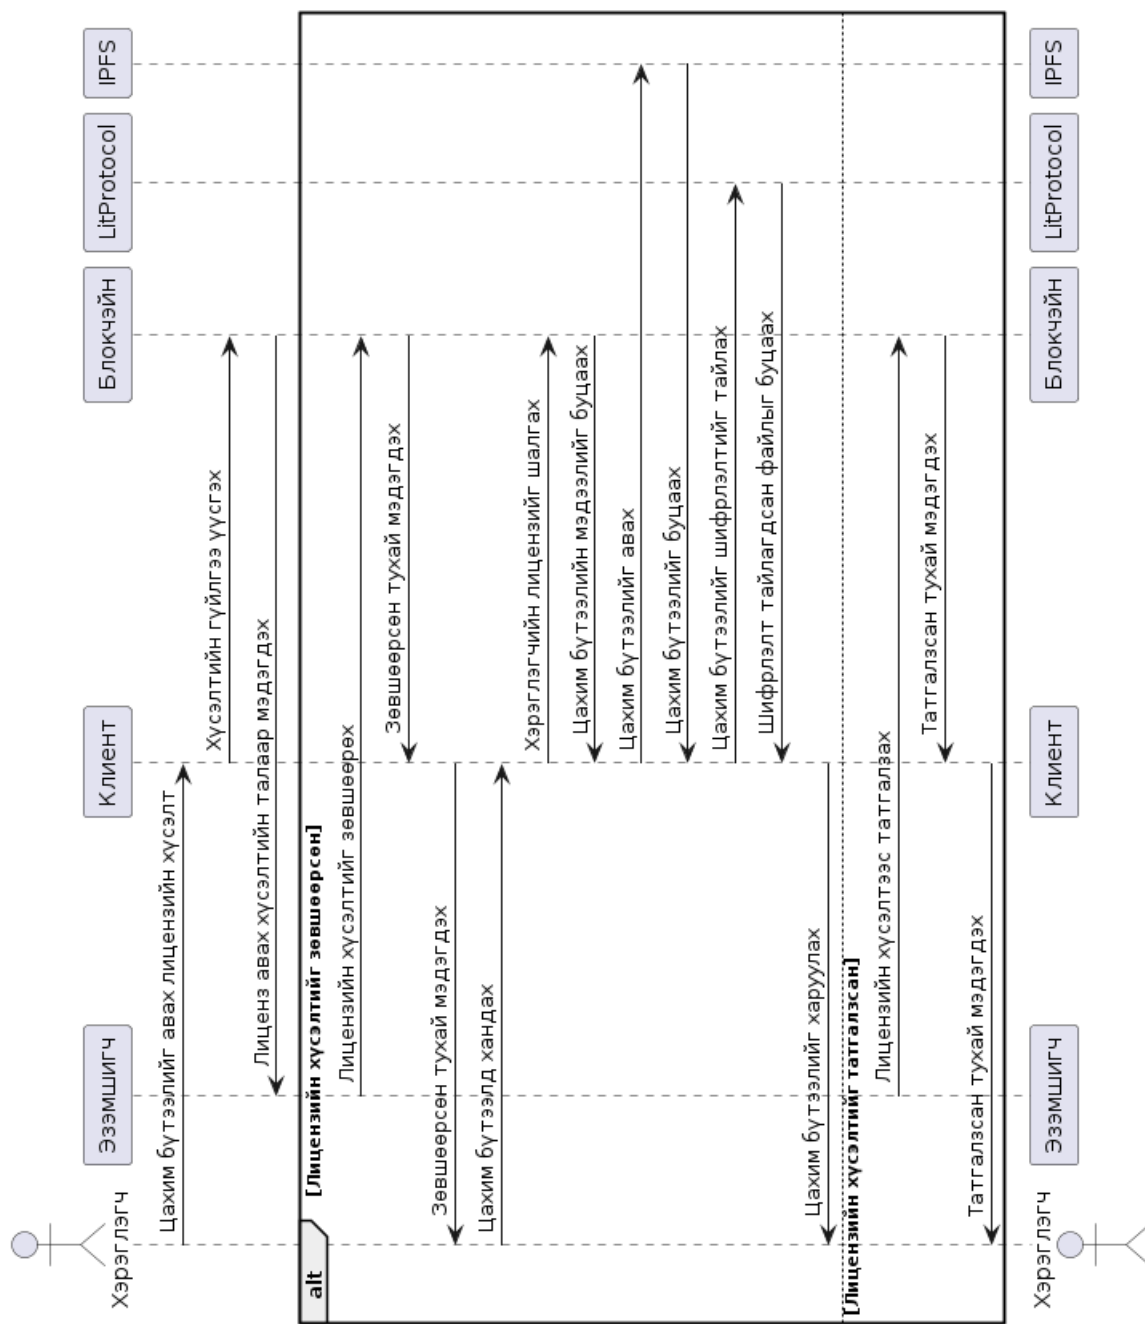 Хэрэглэгч
Эзэмшигч
Клиент
Блокчэйн
LitProtocol
IPFS
Цахим бүтээлийг авах лицензийн хүсэлт
Хүсэлтийн гүйлгээ үүсгэх
Лиценз авах хүсэлтийн талаар мэдэгдэх
alt
[Лицензийн хүсэлтийг зөвшөөрсөн]
Лицензийн хүсэлтийг зөвшөөрөх
Зөвшөөрсөн тухай мэдэгдэх
Зөвшөөрсөн тухай мэдэгдэх
Цахим бүтээлд хандах
Хэрэглэгчийн лицензийг шалгах
Цахим бүтээлийн мэдээлийг буцаах
Цахим бүтээлийг авах
Цахим бүтээлийг буцаах
Цахим бүтээлийг шифрлэлтийг тайлах
Шифрлэлт тайлагдсан файлыг буцаах
Цахим бүтээлийг харуулах
[Лицензийн хүсэлтийг татгалзсан]
Лицензийн хүсэлтээс татгалзах
Татгалзсан тухай мэдэгдэх
Татгалзсан тухай мэдэгдэх
Хэрэглэгч
Эзэмшигч
Клиент
Блокчэйн
LitProtocol
IPFS